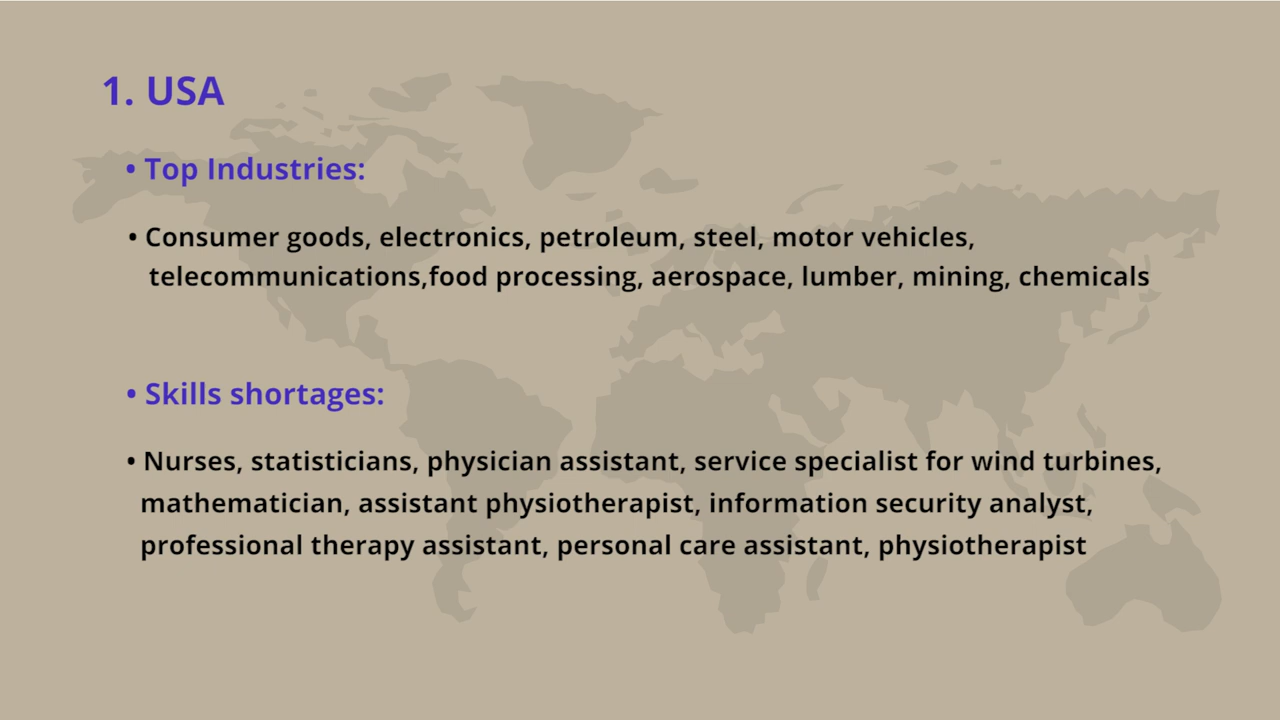 1. USA
• Top Industries:
• Consumer goods, electronics, petroleum, steel, motor vehicles,
telecommunications,food processing, aerospace, lumber, mining, chemicals
• Skills shortages:
• Nurses, statisticians, physician assistant, service specialist for wind turbines,
mathematician, assistant physiotherapist, information security analyst,
professional therapy assistant, personal care assistant, physiotherapist